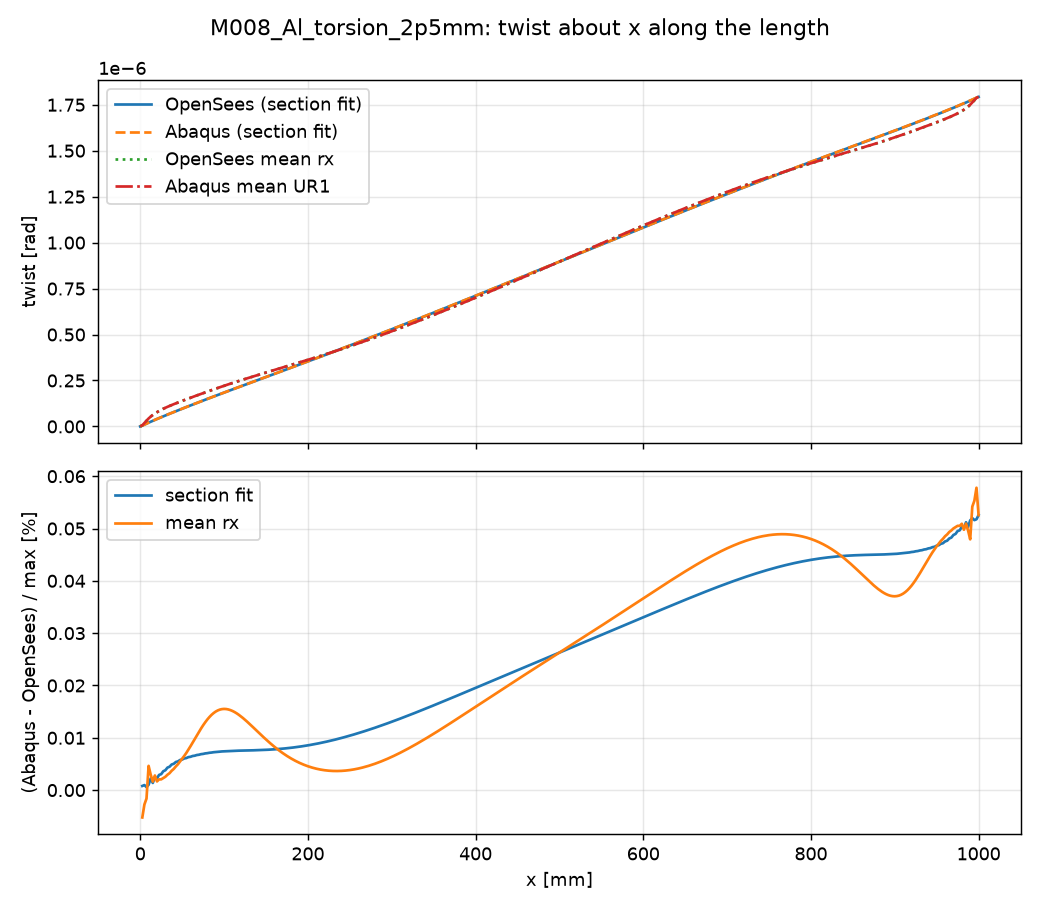 M008_Al_torsion_2p5mm: twist about x along the length
1e−6
OpenSees (section fit)
Abaqus (section fit)
OpenSees mean rx
Abaqus mean UR1
twist [rad]
1.75
1.50
1.25
1.00
0.75
0.50
0.25
0.00
section fit
mean rx
(Abaqus - OpenSees) / max [%]
0.06
0.05
0.04
0.03
0.02
0.01
0.00
0 200 400 600 800 1000
x [mm]